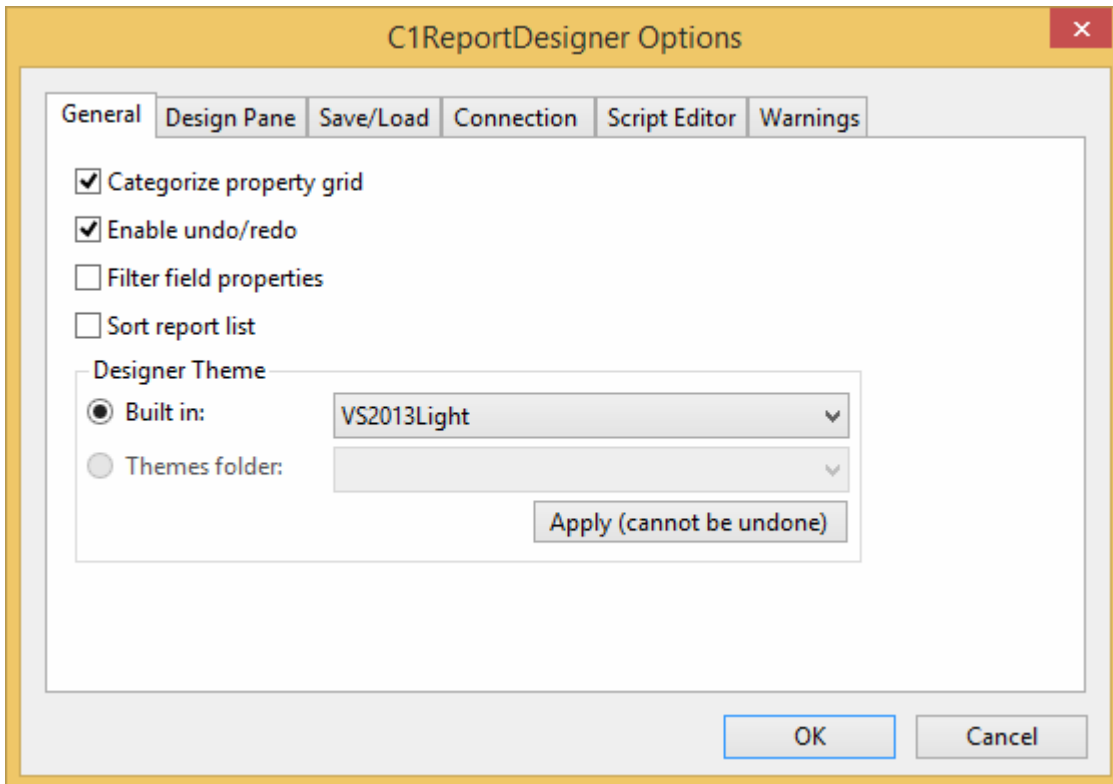 C1ReportDesigner Options
General Design Pane Save/Load Connection Script Editor Warnings
Categorize property grid
Enable undo/redo
Filter field properties
Sort report list
Designer Theme
Built in: VS2013Light
Themes folder:
Apply (cannot be undone)
OK Cancel